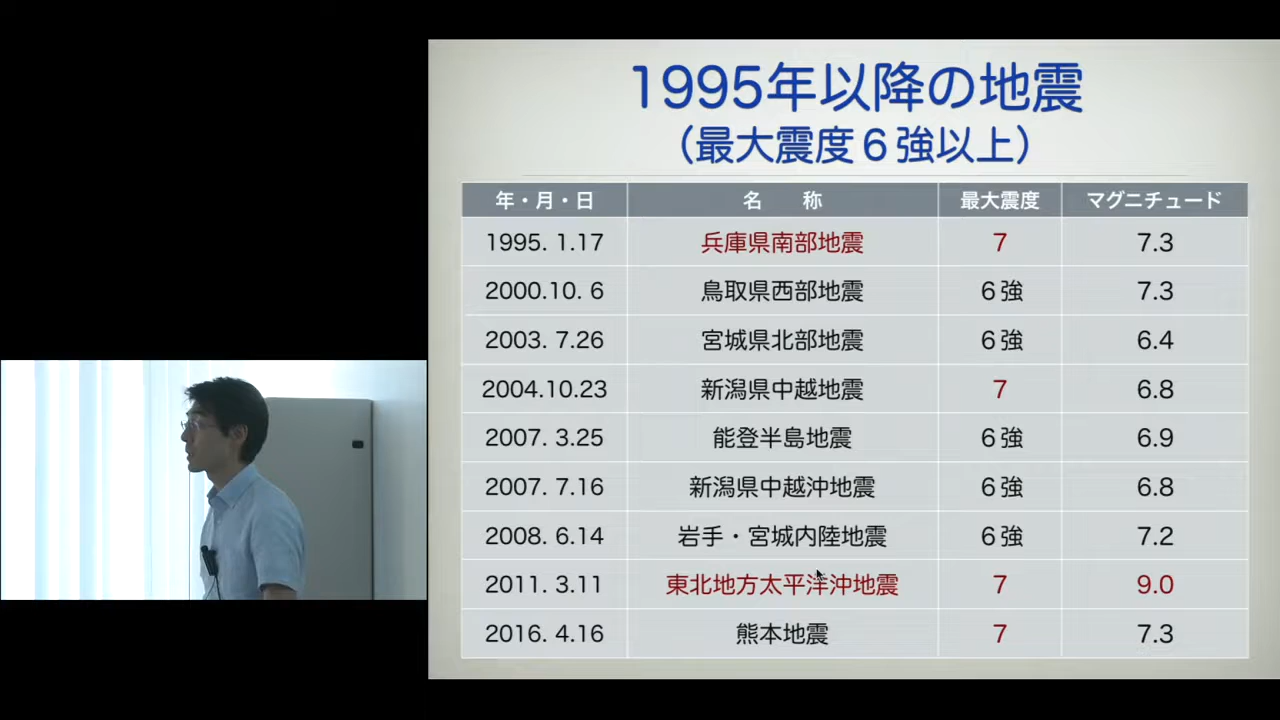 1995年以降の地震
（最大震度６強以上）
年・月・日 名　　称 最大震度 マグニチュード
1995. 1.17 兵庫県南部地震 7 7.3
2000.10. 6 鳥取県西部地震 ６強 7.3
2003. 7.26 宮城県北部地震 ６強 6.4
2004.10.23 新潟県中越地震 7 6.8
2007. 3.25 能登半島地震 ６強 6.9
2007. 7.16 新潟県中越沖地震 ６強 6.8
2008. 6.14 岩手・宮城内陸地震 ６強 7.2
2011. 3.11 東北地方太平洋沖地震 7 9.0
2016. 4.16 熊本地震 7 7.3